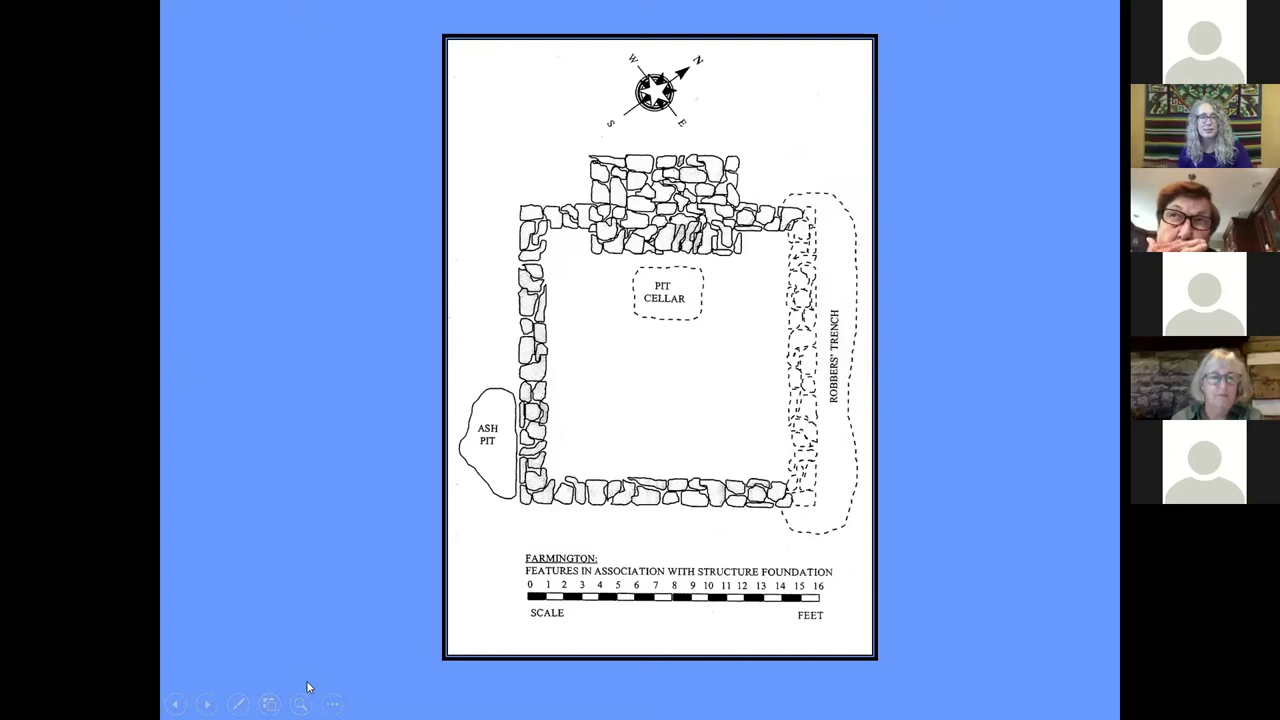 W
N
S
E
PIT
CELLAR
ROBBERS' TRENCH
ASH
PIT
FARMINGTON:
FEATURES IN ASSOCIATION WITH STRUCTURE FOUNDATION
0 1 2 3 4 5 6 7 8 9 10 11 12 13 14 15 16
SCALE FEET